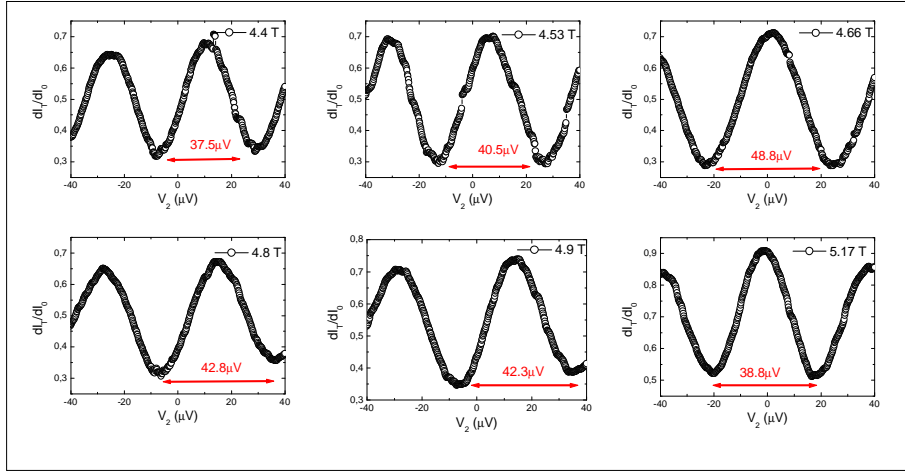 4.4 T
dI_T/dI_0
0,7
0,6
0,5
0,4
0,3
37.5μV
-40 -20 0 20 40
V_2 (μV)
4.53 T
dI_T/dI_0
0,7
0,6
0,5
0,4
0,3
40.5μV
-40 -20 0 20 40
V_2 (μV)
4.66 T
dI_T/dI_0
0,7
0,6
0,5
0,4
0,3
48.8μV
-40 -20 0 20 40
V_2 (μV)
4.8 T
dI_T/dI_0
0,7
0,6
0,5
0,4
0,3
42.8μV
-40 -20 0 20 40
V_2 (μV)
4.9 T
dI_T/dI_0
0,8
0,7
0,6
0,5
0,4
0,3
42.3μV
-40 -20 0 20 40
V_2 (μV)
5.17 T
dI_T/dI_0
0,9
0,8
0,7
0,6
0,5
38.8μV
-40 -20 0 20 40
V_2 (μV)